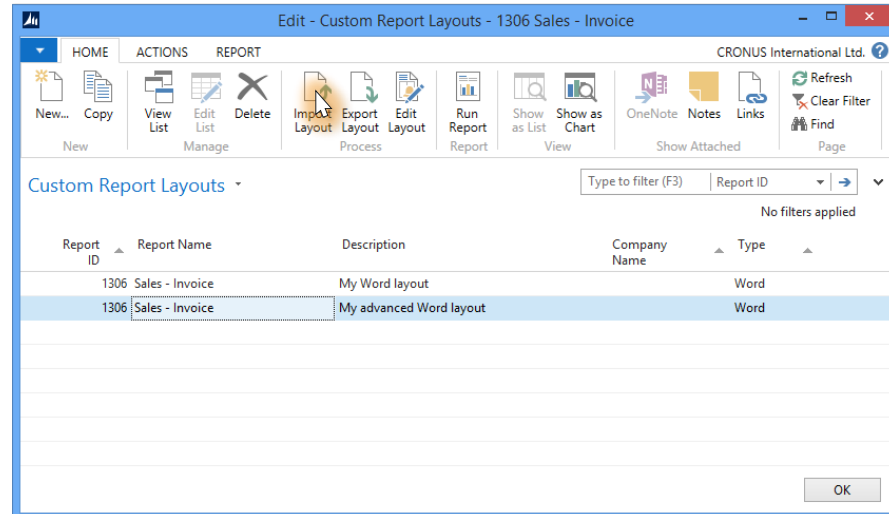 Edit - Custom Report Layouts - 1306 Sales - Invoice
HOME ACTIONS REPORT CRONUS International Ltd.
New... Copy View List Edit List Delete Import Layout Export Layout Edit Layout Run Report Show as List Show as Chart OneNote Notes Links Refresh
Clear Filter
Find
New Manage Process Report View Show Attached Page
Custom Report Layouts Type to filter (F3) Report ID
No filters applied
Report ID Report Name Description Company Name Type
1306 Sales - Invoice My Word layout Word
1306 Sales - Invoice My advanced Word layout Word
OK